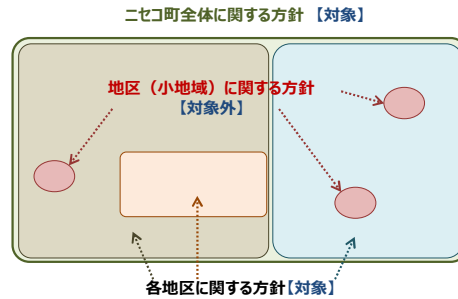 ニセコ町全体に関する方針 【対象】
地区（小地域）に関する方針
【対象外】
各地区に関する方針【対象】